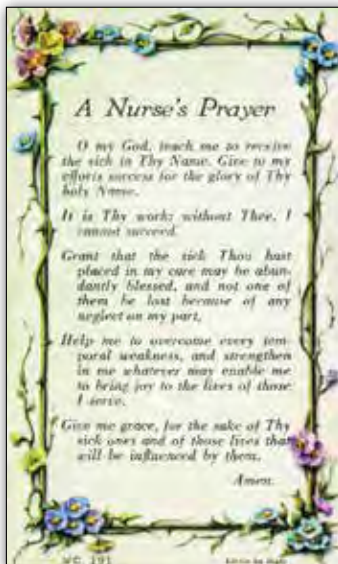 A Nurse's Prayer
O my God, teach me to receive
the sick in Thy Name. Give to my
efforts success for the glory of Thy
holy Name.
It is Thy work: without Thee, I
cannot succeed.
Grant that the sick Thou hast
placed in my care may be abun-
dantly blessed, and not one of
them be lost because of any
neglect on my part.
Help me to overcome every tem-
poral weakness, and strengthen
in me whatever may enable me
to bring joy to the lives of those
I serve.
Give me grace, for the sake of Thy
sick ones and of those lives that
will be influenced by them.
Amen.
WC 191